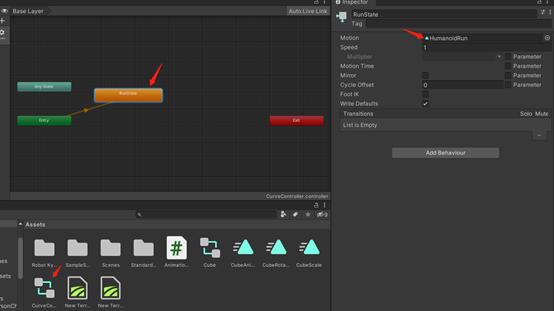 Base Layer
Auto Live Link
Any State
RunState
Entry
Exit
CurveController.controller
Inspector
RunState
Tag
Motion
HumanoidRun
Speed
1
Multiplier
Parameter
Motion Time
Parameter
Mirror
Parameter
Cycle Offset
0
Parameter
Foot IK
Write Defaults
Transitions
Solo Mute
List is Empty
Add Behaviour
Assets
Robot Ky...
SampleS...
Scenes
Standard...
Animatio...
Cube
CubeAni...
CubeRota...
CubeScale
CurveCo...
New Terr...
New Terr...